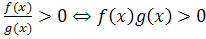 f(x)/g(x) > 0 ⇔ f(x)g(x) > 0